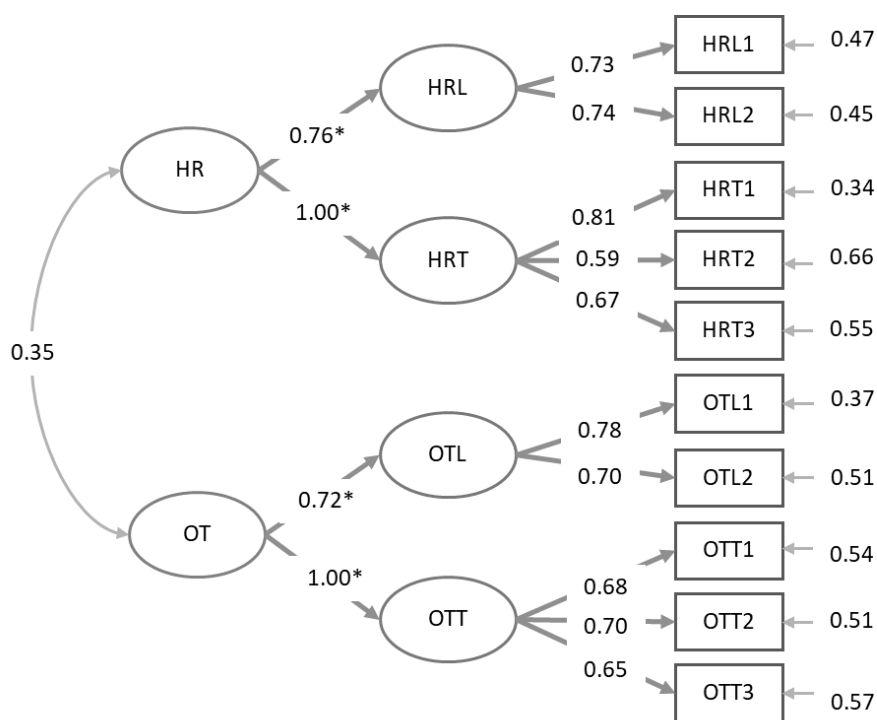 HRL1
0.47
HRL
0.73
0.74
HRL2
0.45
0.76*
HR
HRT1
0.34
1.00*
0.81
HRT
0.59
HRT2
0.66
0.67
HRT3
0.55
0.35
OTL1
0.37
0.78
OTL
0.70
OTL2
0.51
0.72*
OT
OTT1
0.54
1.00*
0.68
OTT
0.70
OTT2
0.51
0.65
OTT3
0.57